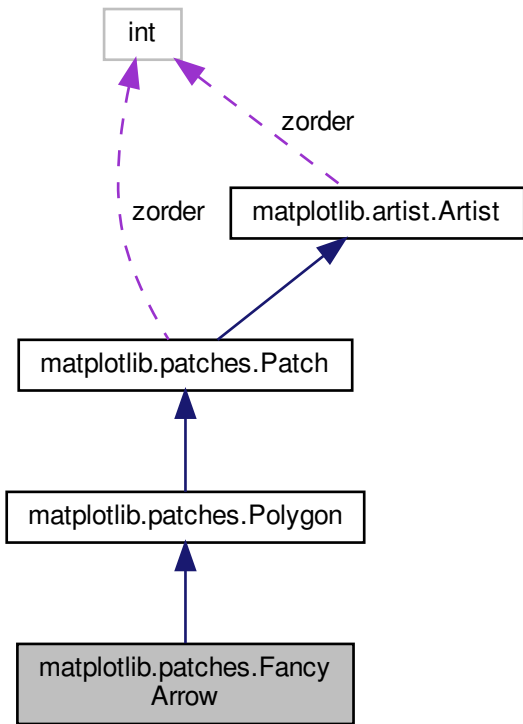 int
zorder
matplotlib.artist.Artist
zorder
matplotlib.patches.Patch
matplotlib.patches.Polygon
matplotlib.patches.Fancy
Arrow